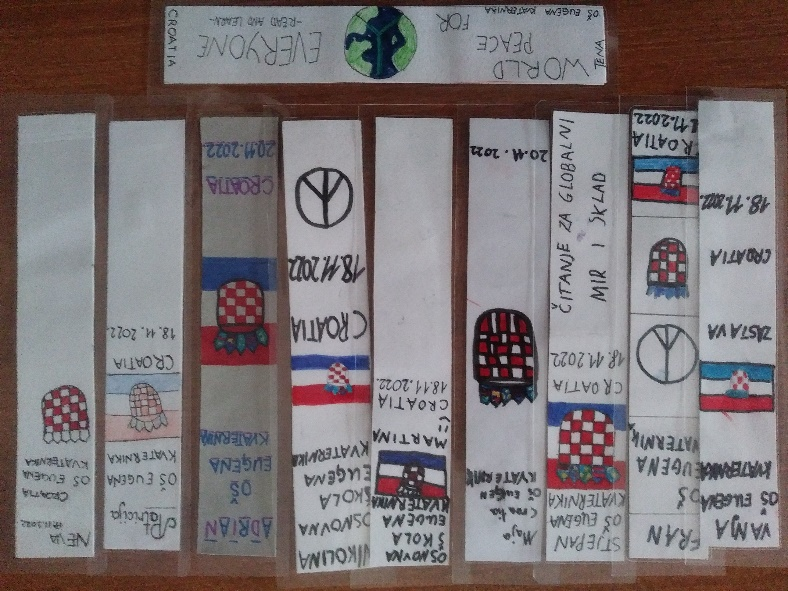 VANJA
OŠ EUGENA
KVATERNIKA
ZASTAVA
CROATIA
18.11.2022.
FRAN
OŠ
EUGENA
VATERNIK
CROATIA
18.11.2022
STJEPAN
OŠ EUGENA
KVATERNIKA
CROATIA
18.11.2022.
ČITANJE ZA GLOBALNI
MIR I SKLAD
Maja
Croatia
OŠ EUGEN
KVATERNIK
20.11.2022
OSNOVNA
ŠKOLA
EUGENA
KVATERNIKA
MARTINA
:)
CROATIA
18.11.2022.
NIKOLINA
OSNOVNA
ŠKOLA
EUGENA
KVATERNIKA
CROATIA
18.11.2022
ADRIAN
OŠ
EUGENA
KVATERNIKA
CROATIA
20.11.2022.
Patricija
OŠ EUGENA
KVATERNIKA
CROATIA
18.11.2022.
NEVA
CROATIA
OŠ EUGENA
KVATERNIKA
TENA
OŠ EUGENA KVATERNIKA
WORLD
PEACE
FOR
EVERYONE
-READ AND LEARN-
CROATIA